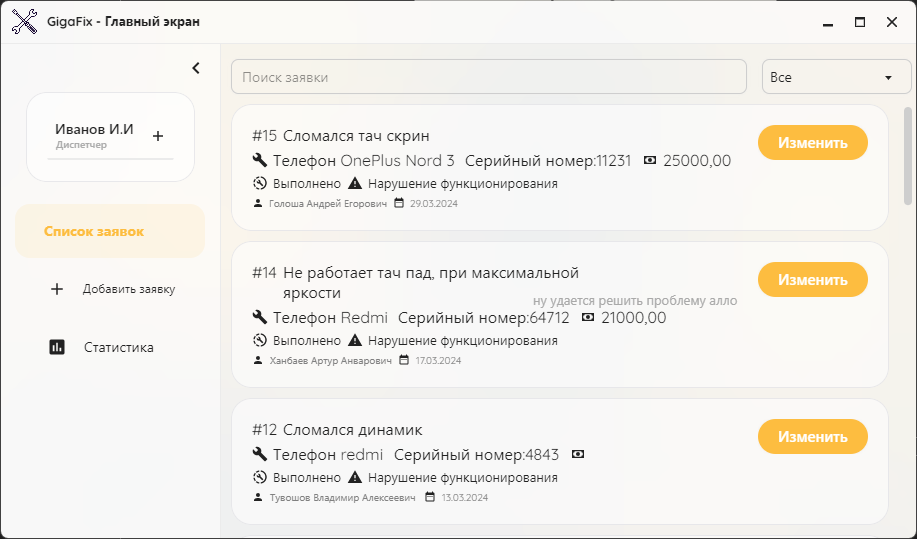 GigaFix - Главный экран
Иванов И.И
Диспетчер
Список заявок
Добавить заявку
Статистика
Поиск заявки
Все
#15 Сломался тач скрин
Изменить
Телефон OnePlus Nord 3 Серийный номер:11231 25000,00
Выполнено Нарушение функционирования
Голоша Андрей Егорович 29.03.2024
#14 Не работает тач пад, при максимальной
яркости
Изменить
ну удается решить проблему алло
Телефон Redmi Серийный номер:64712 21000,00
Выполнено Нарушение функционирования
Ханбаев Артур Анварович 17.03.2024
#12 Сломался динамик
Изменить
Телефон redmi Серийный номер:4843
Выполнено Нарушение функционирования
Тувошов Владимир Алексеевич 13.03.2024